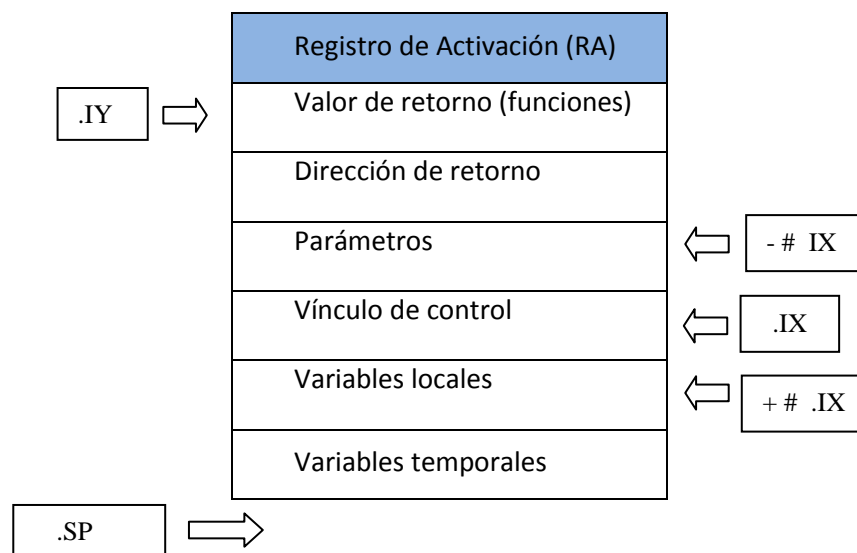 Registro de Activación (RA)
.IY
Valor de retorno (funciones)
Dirección de retorno
Parámetros
- # IX
Vínculo de control
.IX
Variables locales
+ # .IX
Variables temporales
.SP